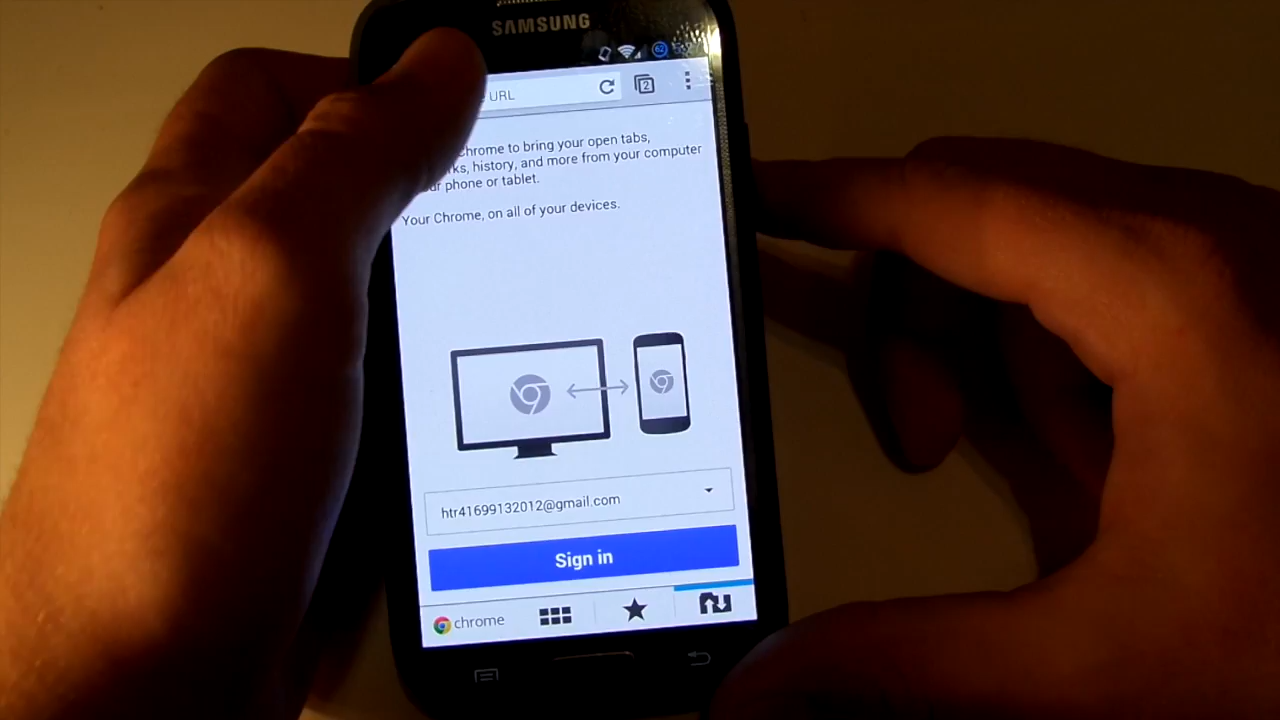 SAMSUNG
62
URL
2
Chrome to bring your open tabs,
history, and more from your computer
phone or tablet.
Your Chrome, on all of your devices.
htr41699132012@gmail.com
Sign in
chrome